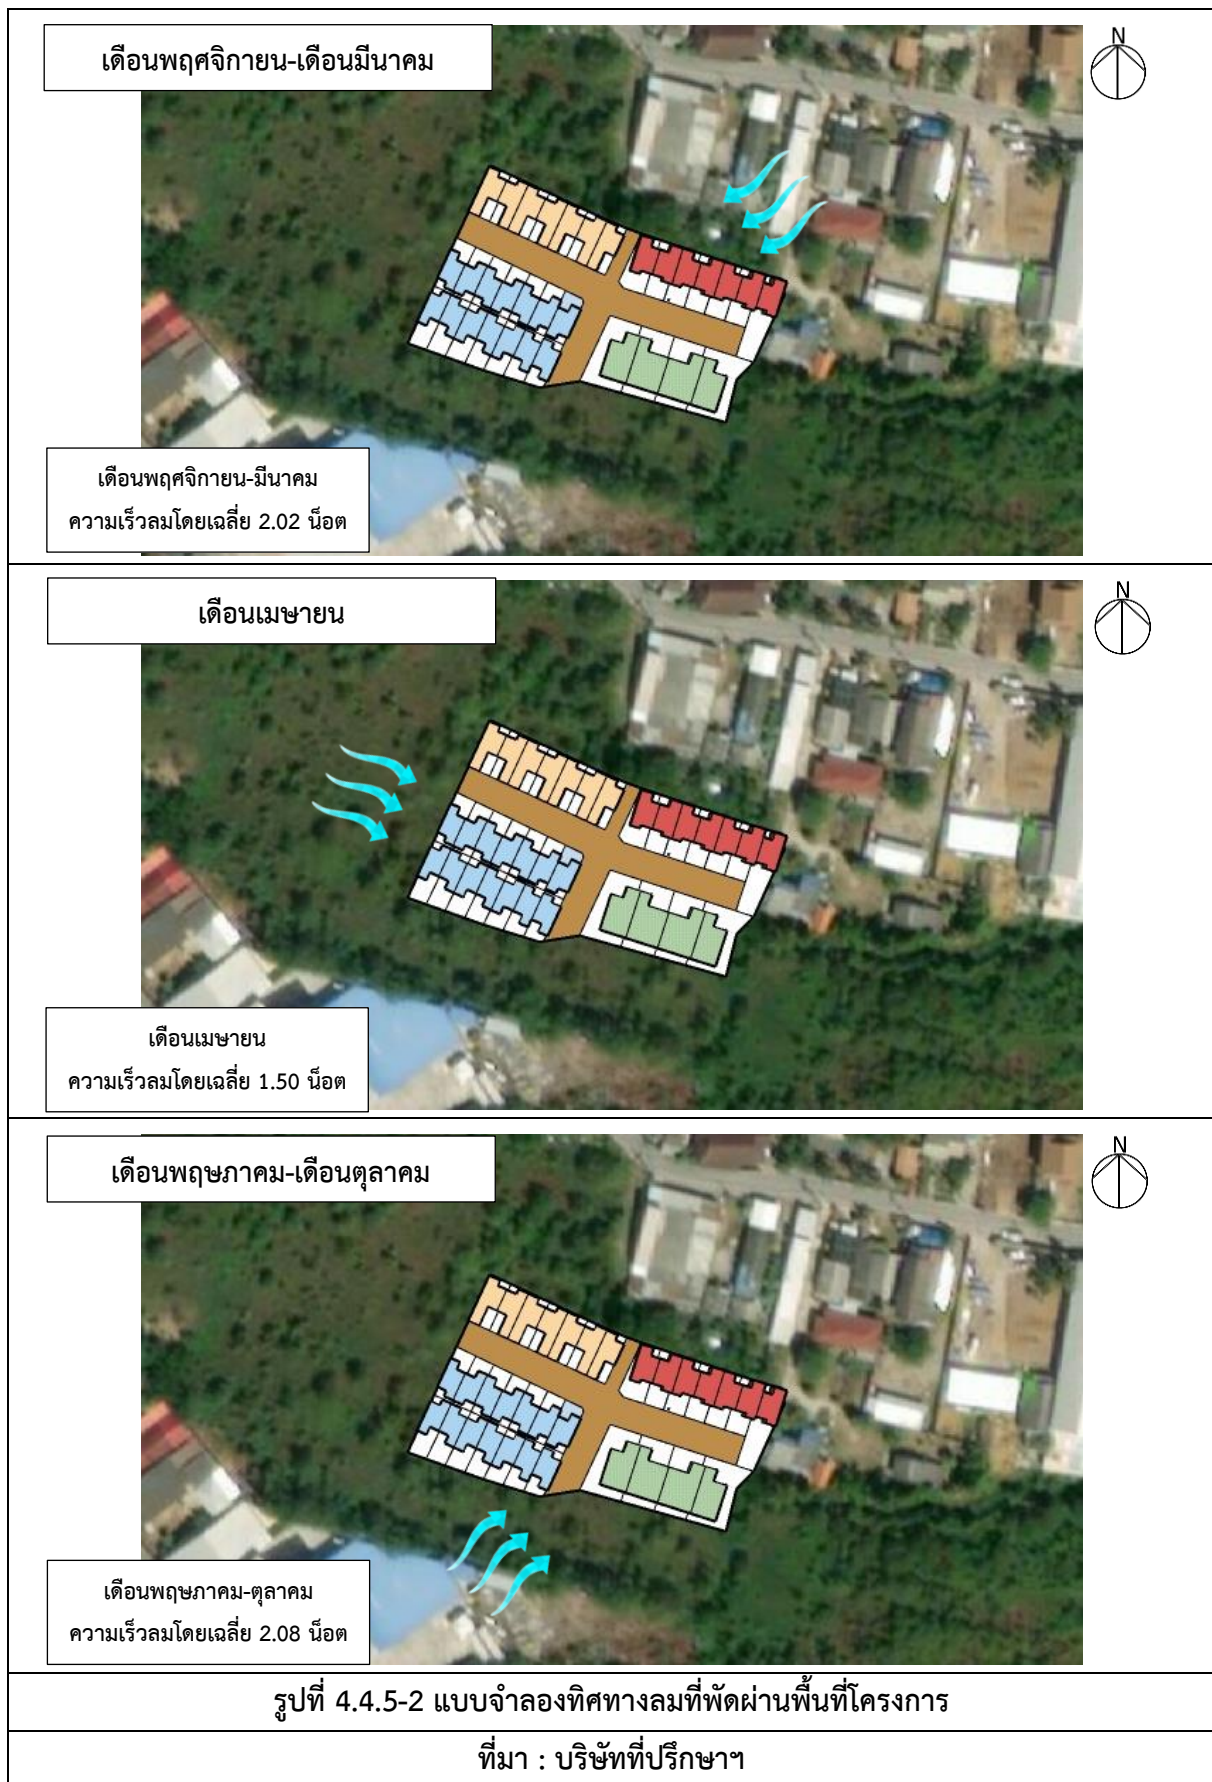 เดือนพฤศจิกายน-เดือนมีนาคม
N
เดือนพฤศจิกายน-มีนาคม
ความเร็วลมโดยเฉลี่ย 2.02 น็อต
เดือนเมษายน
N
เดือนเมษายน
ความเร็วลมโดยเฉลี่ย 1.50 น็อต
เดือนพฤษภาคม-เดือนตุลาคม
N
เดือนพฤษภาคม-ตุลาคม
ความเร็วลมโดยเฉลี่ย 2.08 น็อต
รูปที่ 4.4.5-2 แบบจำลองทิศทางลมที่พัดผ่านพื้นที่โครงการ
ที่มา : บริษัทที่ปรึกษาฯ